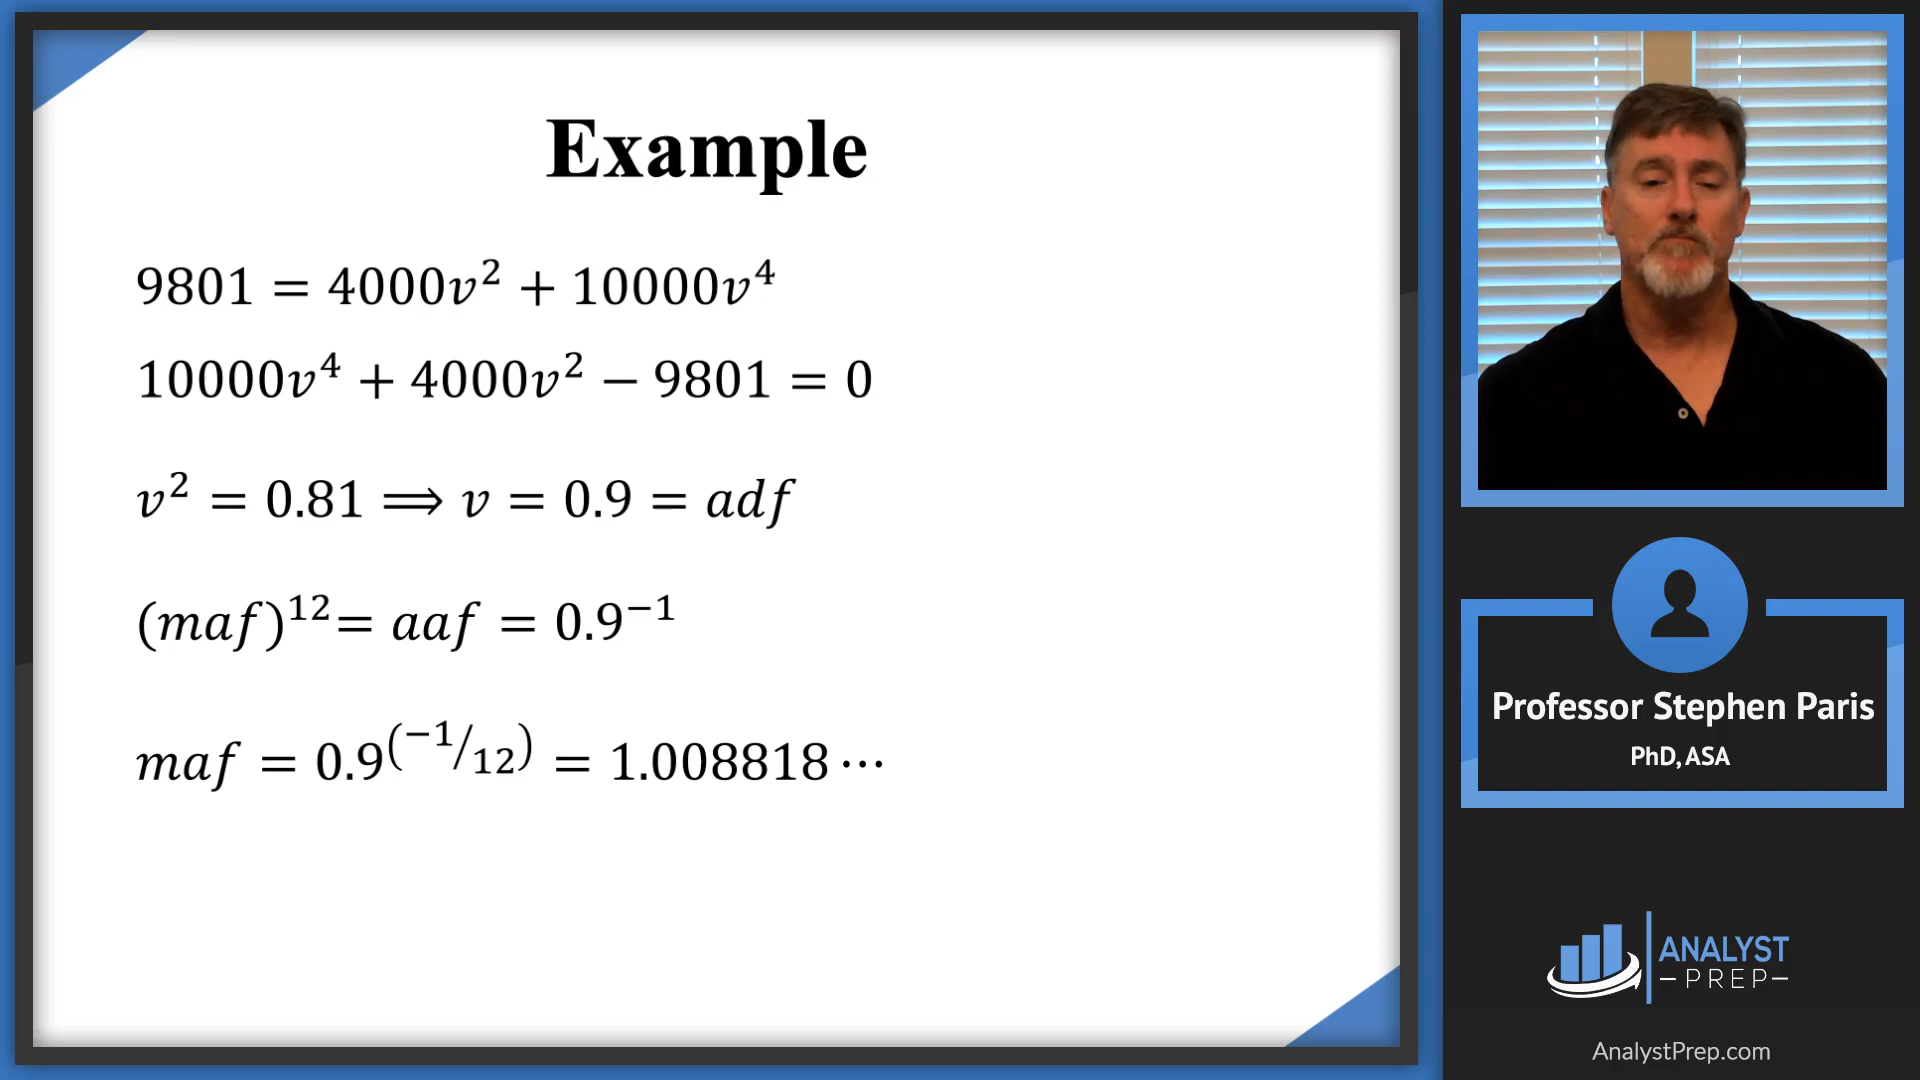 Example
9801 = 4000v² + 10000v⁴
10000v⁴ + 4000v² − 9801 = 0
v² = 0.81 ⟹ v = 0.9 = adf
(maf)¹²= aaf = 0.9⁻¹
maf = 0.9^(−1/12) = 1.008818 ⋯
Professor Stephen Paris
PhD, ASA
ANALYST
PREP
AnalystPrep.com